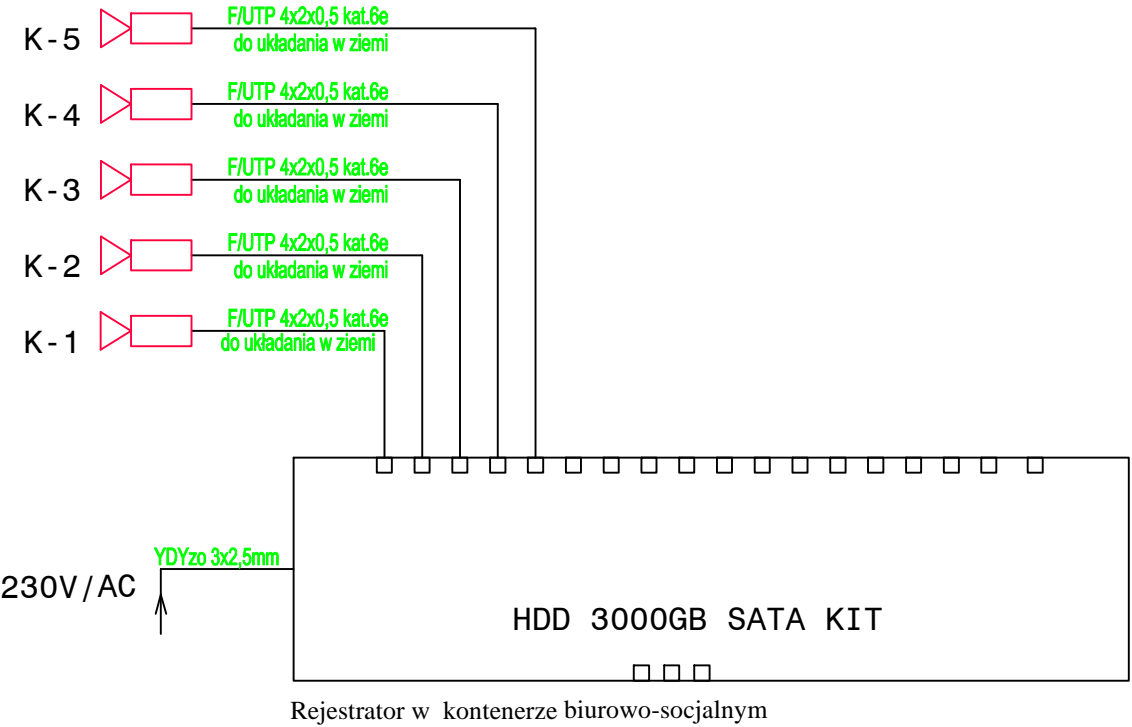 K-5
F/UTP 4x2x0,5 kat.6e
do układania w ziemi
K-4
F/UTP 4x2x0,5 kat.6e
do układania w ziemi
K-3
F/UTP 4x2x0,5 kat.6e
do układania w ziemi
K-2
F/UTP 4x2x0,5 kat.6e
do układania w ziemi
K-1
F/UTP 4x2x0,5 kat.6e
do układania w ziemi
YDYzo 3x2,5mm
230V/AC
HDD 3000GB SATA KIT
Rejestrator w kontenerze biurowo-socjalnym